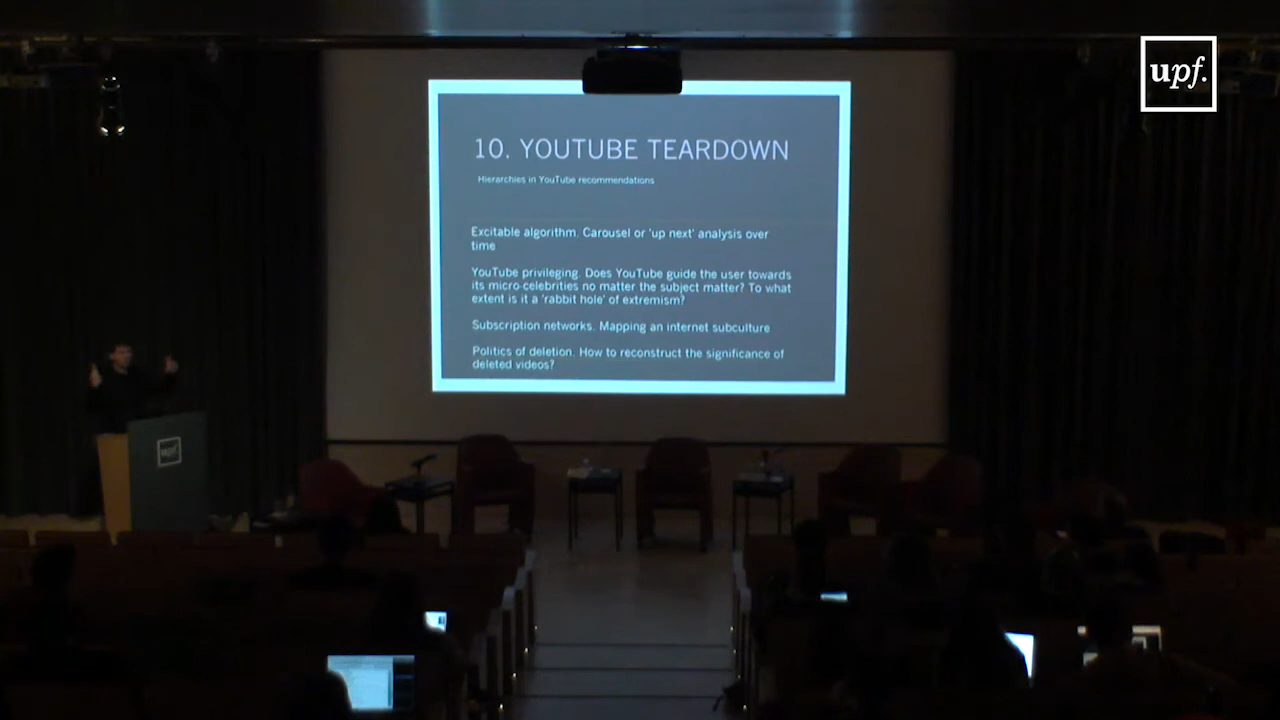 upf.
10. YOUTUBE TEARDOWN
Hierarchies in YouTube recommendations
Excitable algorithm. Carousel or 'up next' analysis over
time
YouTube privileging. Does YouTube guide the user towards
its micro-celebrities no matter the subject matter? To what
extent is it a 'rabbit hole' of extremism?
Subscription networks. Mapping an internet subculture
Politics of deletion. How to reconstruct the significance of
deleted videos?
upf.